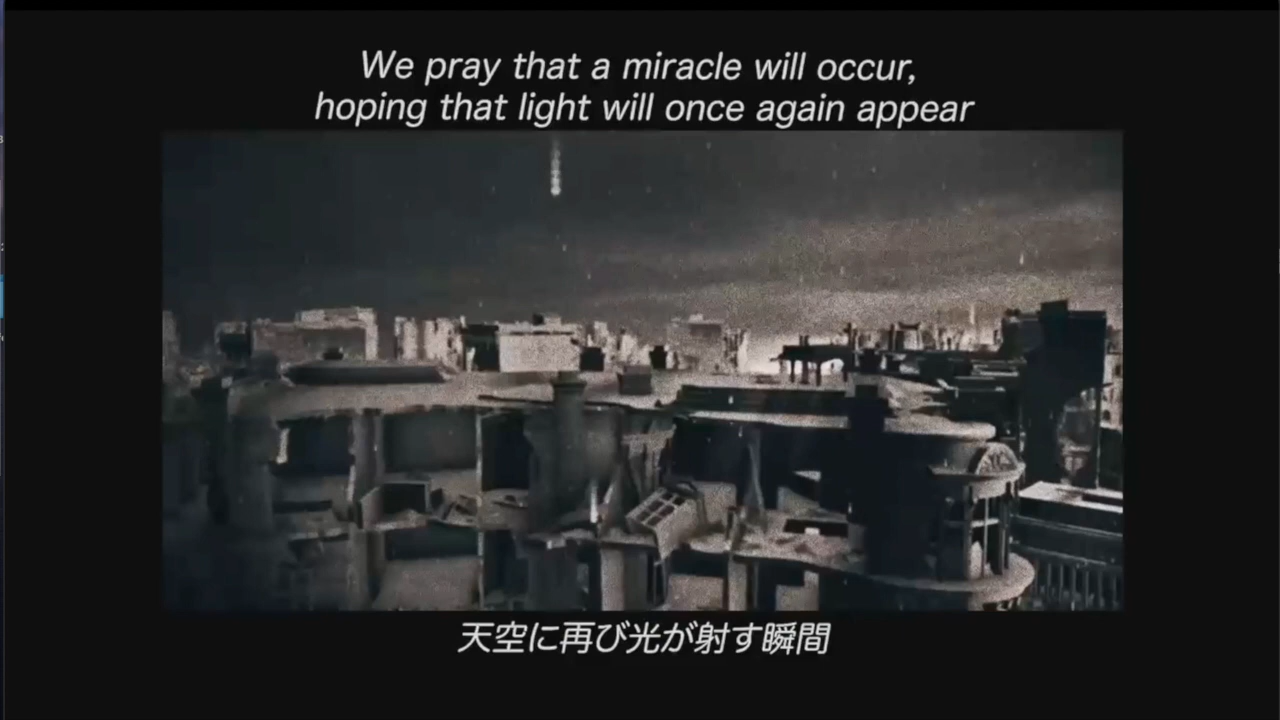 We pray that a miracle will occur,
hoping that light will once again appear
天空に再び光が射す瞬間